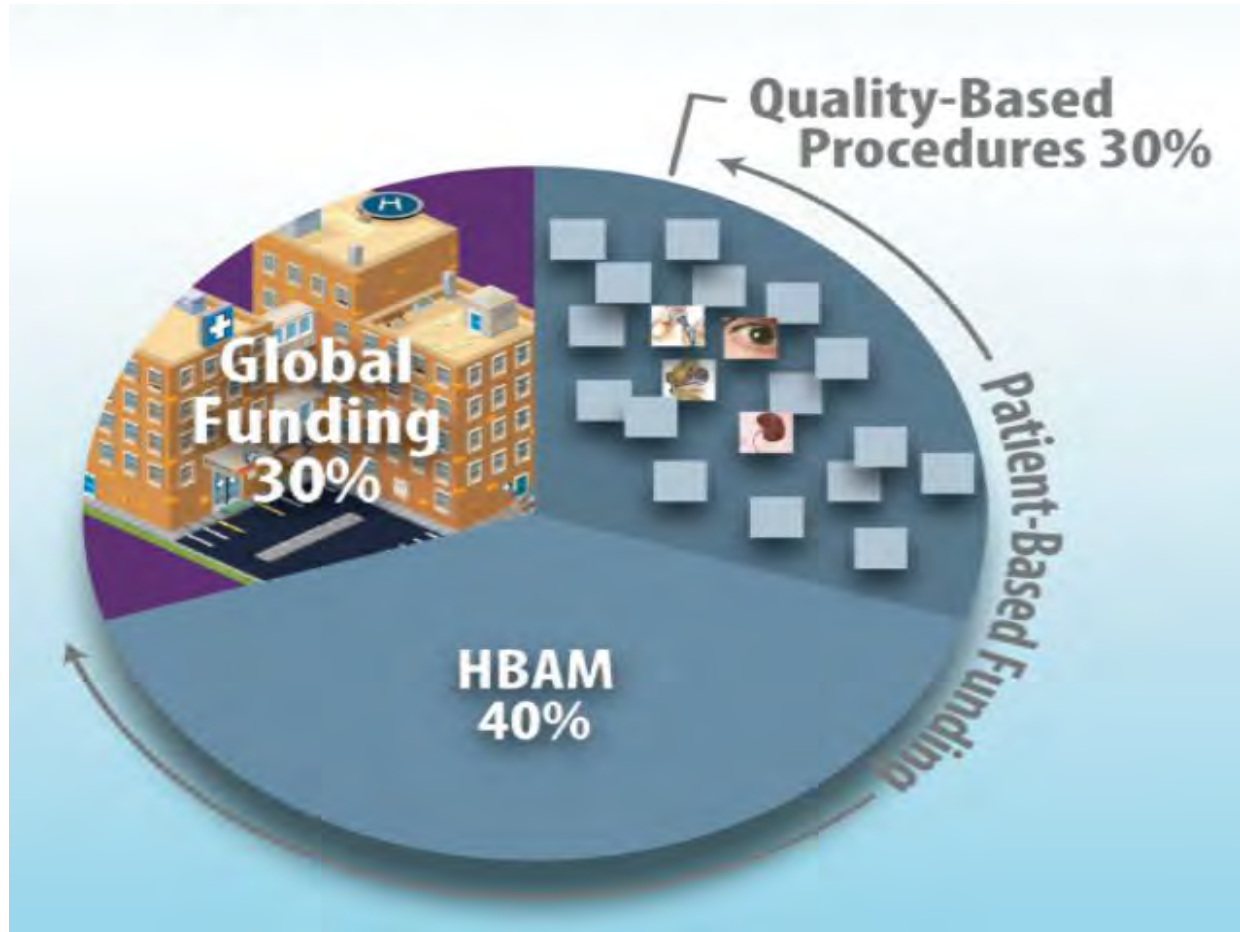 Quality-Based
Procedures 30%
Global
Funding
30%
Patient-Based Funding
HBAM
40%
H